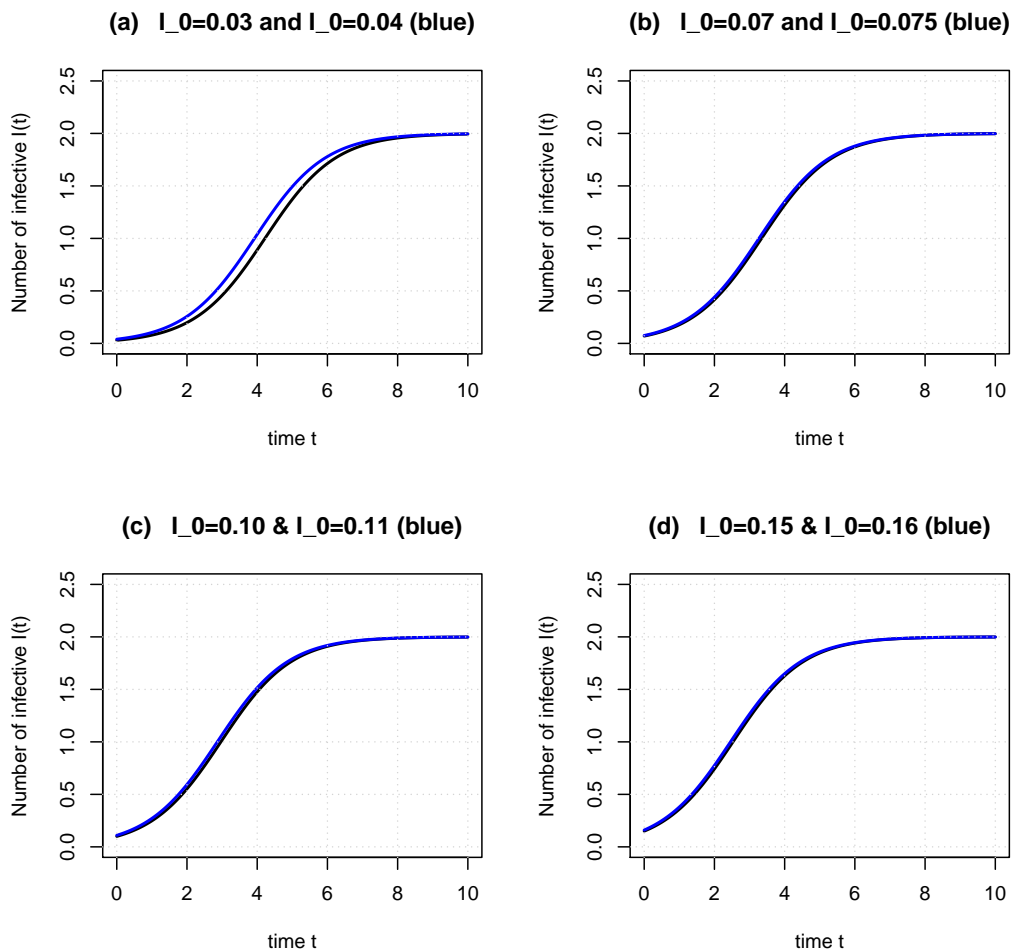 (a) I_0=0.03 and I_0=0.04 (blue)
Number of infective I(t)
2.5
2.0
1.5
1.0
0.5
0.0
0 2 4 6 8 10
time t
(b) I_0=0.07 and I_0=0.075 (blue)
Number of infective I(t)
2.5
2.0
1.5
1.0
0.5
0.0
0 2 4 6 8 10
time t
(c) I_0=0.10 & I_0=0.11 (blue)
Number of infective I(t)
2.5
2.0
1.5
1.0
0.5
0.0
0 2 4 6 8 10
time t
(d) I_0=0.15 & I_0=0.16 (blue)
Number of infective I(t)
2.5
2.0
1.5
1.0
0.5
0.0
0 2 4 6 8 10
time t